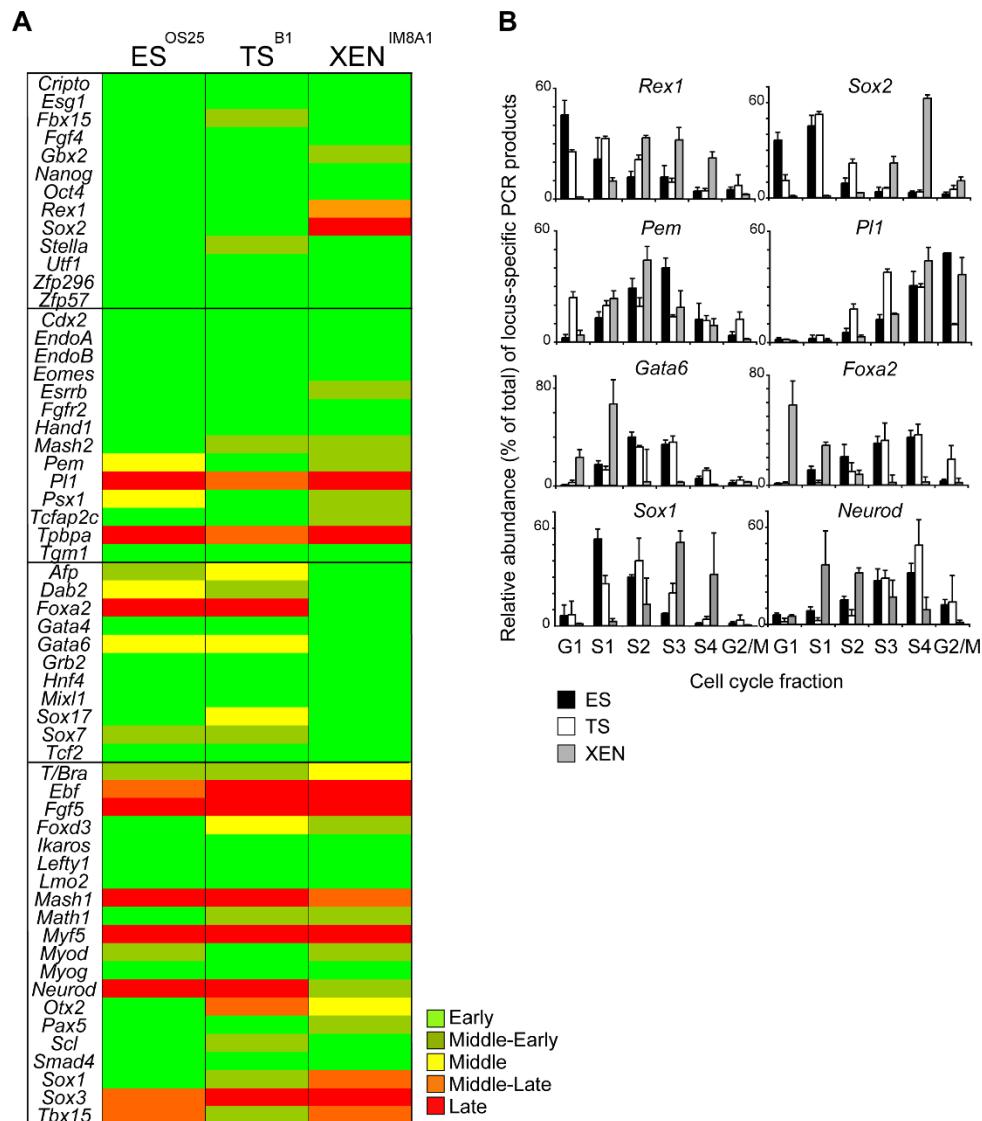 A
ES OS25 TS B1 XEN IM8A1
Cripto
Esg1
Fbx15
Fgf4
Gbx2
Nanog
Oct4
Rex1
Sox2
Stella
Utf1
Zfp296
Zfp57
Cdx2
EndoA
EndoB
Eomes
Esrrb
Fgfr2
Hand1
Mash2
Pem
Pl1
Psx1
Tcfap2c
Tpbpa
Tgm1
Afp
Dab2
Foxa2
Gata4
Gata6
Grb2
Hnf4
Mixl1
Sox17
Sox7
Tcf2
T/Bra
Ebf
Fgf5
Foxd3
Ikaros
Lefty1
Lmo2
Mash1
Math1
Myf5
Myod
Myog
Neurod
Otx2
Pax5
Scl
Smad4
Sox1
Sox3
Tbx15
Early
Middle-Early
Middle
Middle-Late
Late
B
Relative abundance (% of total) of locus-specific PCR products
Rex1
60
0
Sox2
60
0
Pem
60
0
Pl1
60
0
Gata6
80
0
Foxa2
80
0
Sox1
60
0
Neurod
60
0
G1 S1 S2 S3 S4 G2/M G1 S1 S2 S3 S4 G2/M
Cell cycle fraction
ES
TS
XEN